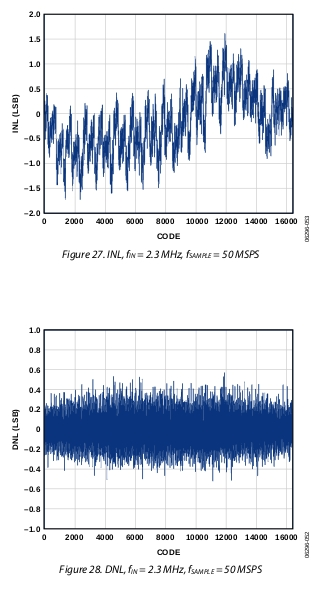 2.0
1.5
1.0
0.5
0
–0.5
–1.0
–1.5
–2.0
INL (LSB)
0 2000 4000 6000 8000 10000 12000 14000 16000
CODE
06296-053
Figure 27. INL, fIN = 2.3 MHz, fSAMPLE = 50 MSPS
1.0
0.8
0.6
0.4
0.2
0
–0.2
–0.4
–0.6
–0.8
–1.0
DNL (LSB)
0 2000 4000 6000 8000 10000 12000 14000 16000
CODE
06296-052
Figure 28. DNL, fIN = 2.3 MHz, fSAMPLE = 50 MSPS